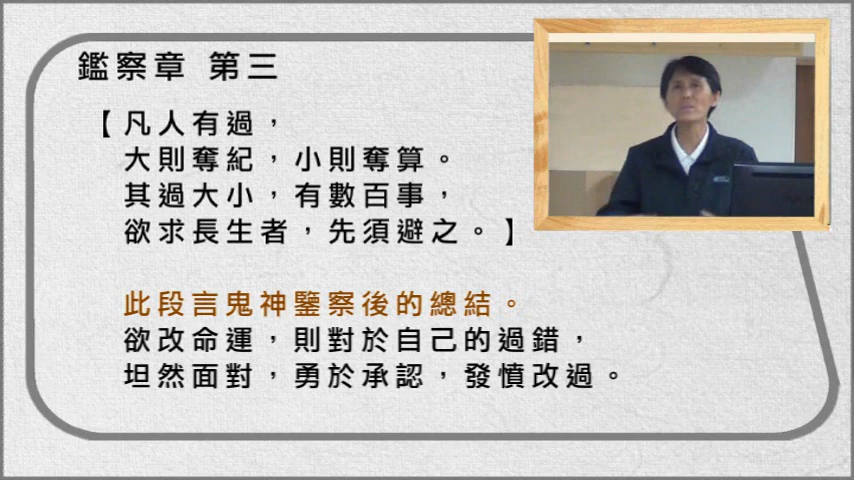 鑑察章 第三
【凡人有過，
大則奪紀，小則奪算。
其過大小，有數百事，
欲求長生者，先須避之。】
此段言鬼神鑒察後的總結。
欲改命運，則對於自己的過錯，
坦然面對，勇於承認，發憤改過。